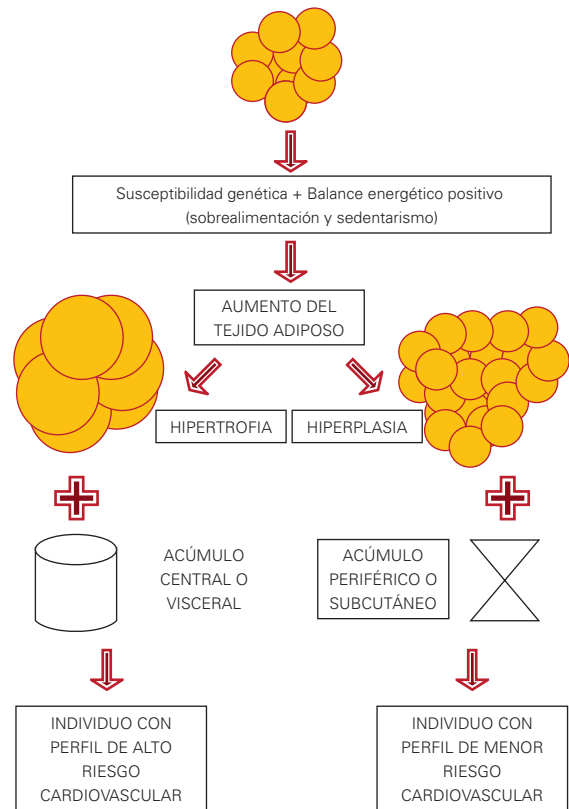 Susceptibilidad genética + Balance energético positivo
(sobrealimentación y sedentarismo)
AUMENTO DEL
TEJIDO ADIPOSO
HIPERTROFIA
HIPERPLASIA
ACÚMULO
CENTRAL O
VISCERAL
ACÚMULO
PERIFÉRICO O
SUBCUTÁNEO
INDIVIDUO CON
PERFIL DE ALTO
RIESGO
CARDIOVASCULAR
INDIVIDUO CON
PERFIL DE MENOR
RIESGO
CARDIOVASCULAR